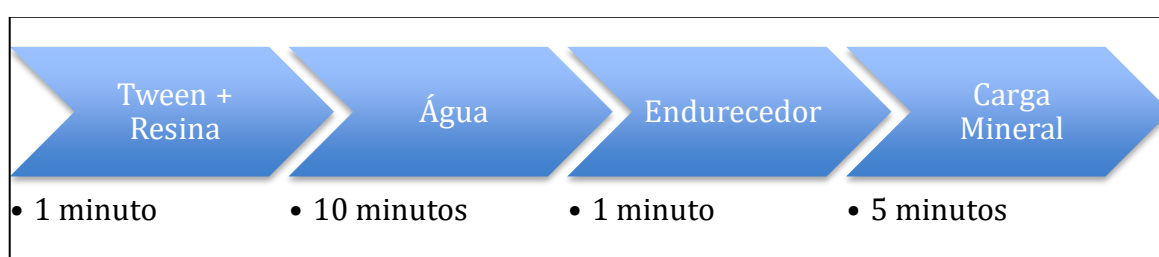 Tween +
Resina
Água
Endurecedor
Carga
Mineral
• 1 minuto
• 10 minutos
• 1 minuto
• 5 minutos